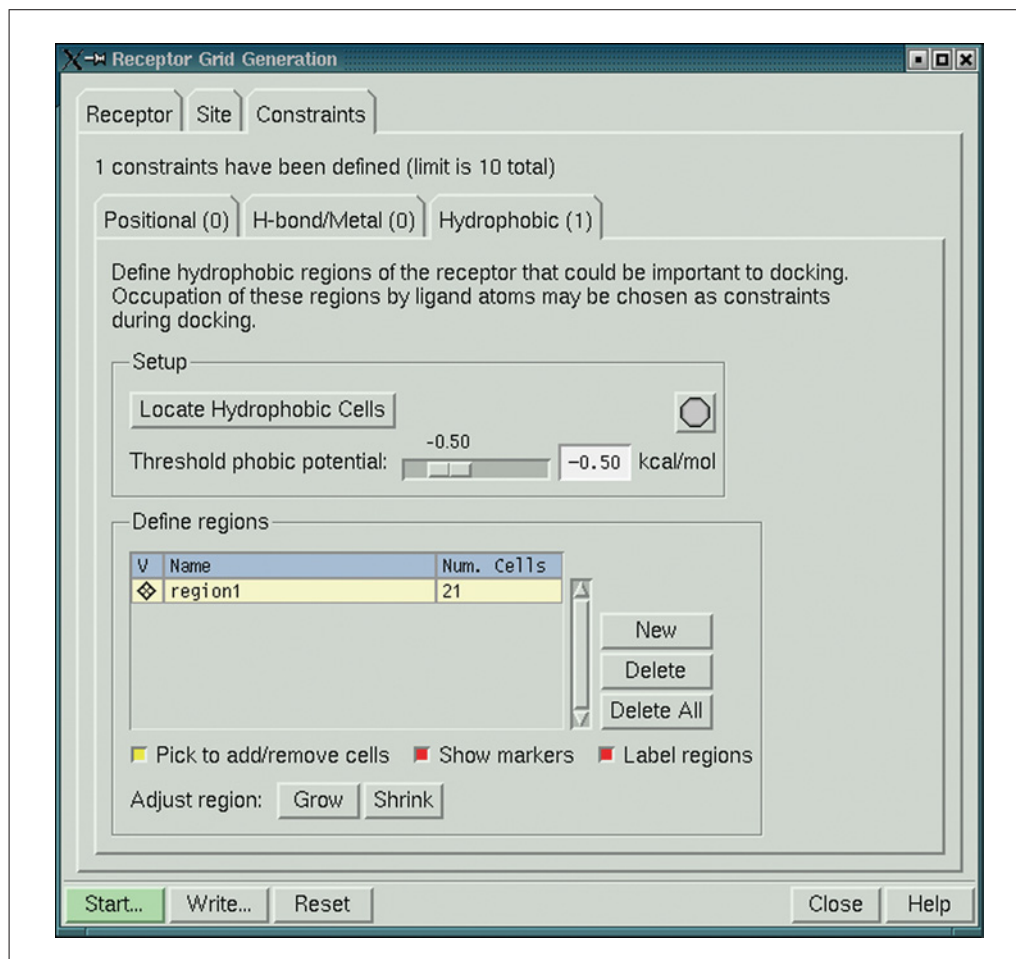 Receptor Grid Generation
Receptor Site Constraints
1 constraints have been defined (limit is 10 total)
Positional (0) H-bond/Metal (0) Hydrophobic (1)
Define hydrophobic regions of the receptor that could be important to docking.
Occupation of these regions by ligand atoms may be chosen as constraints
during docking.
Setup
Locate Hydrophobic Cells
-0.50
Threshold phobic potential: -0.50 kcal/mol
Define regions
V Name Num. Cells
region1 21
New
Delete
Delete All
Pick to add/remove cells Show markers Label regions
Adjust region: Grow Shrink
Start... Write... Reset Close Help